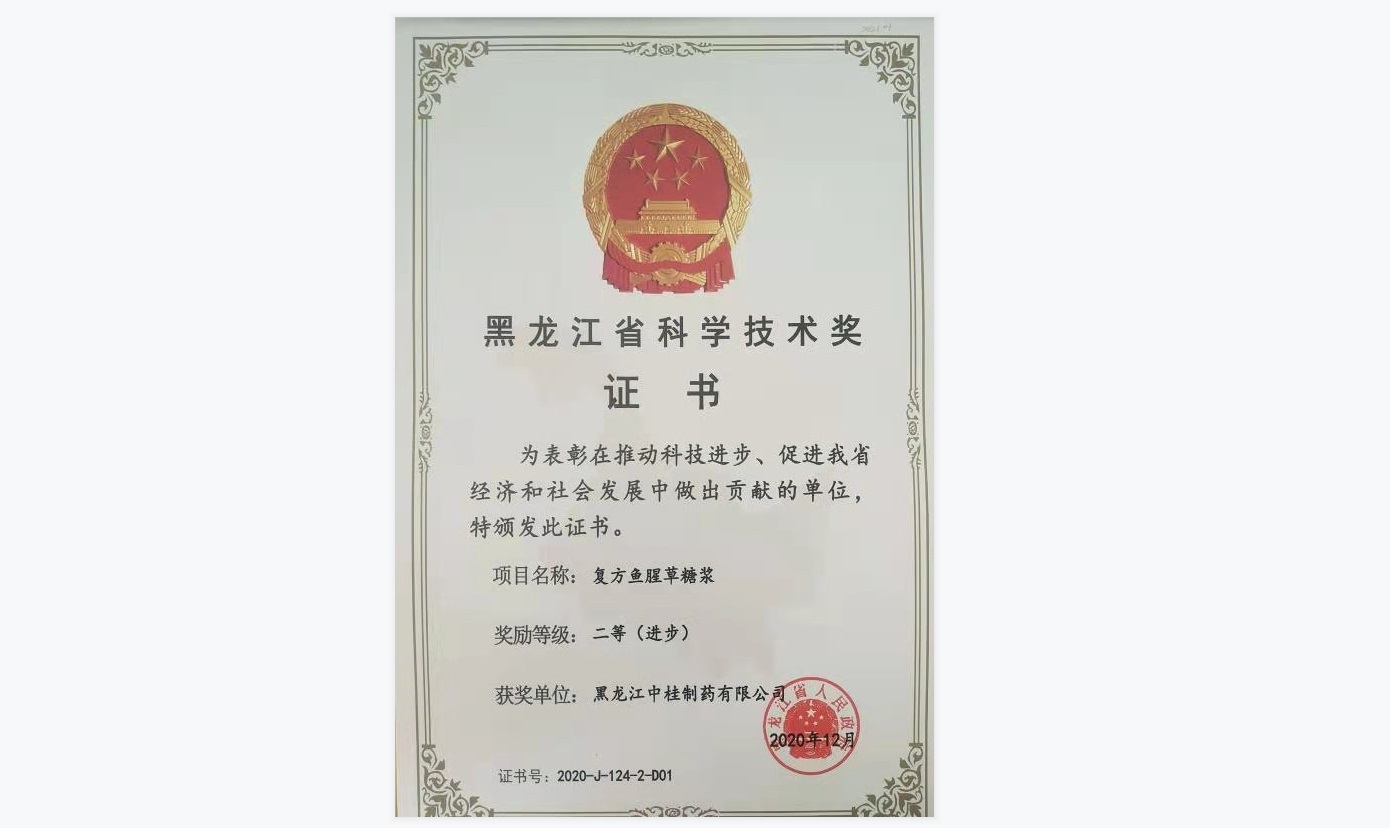 黑龙江省科学技术奖
证 书
为表彰在推动科技进步、促进我省
经济和社会发展中做出贡献的单位，
特颁发此证书。
项目名称：复方鱼腥草糖浆
奖励等级：二等（进步）
获奖单位：黑龙江中桂制药有限公司
黑龙江省人民政府
2020年12月
证书号：2020-J-124-2-D01